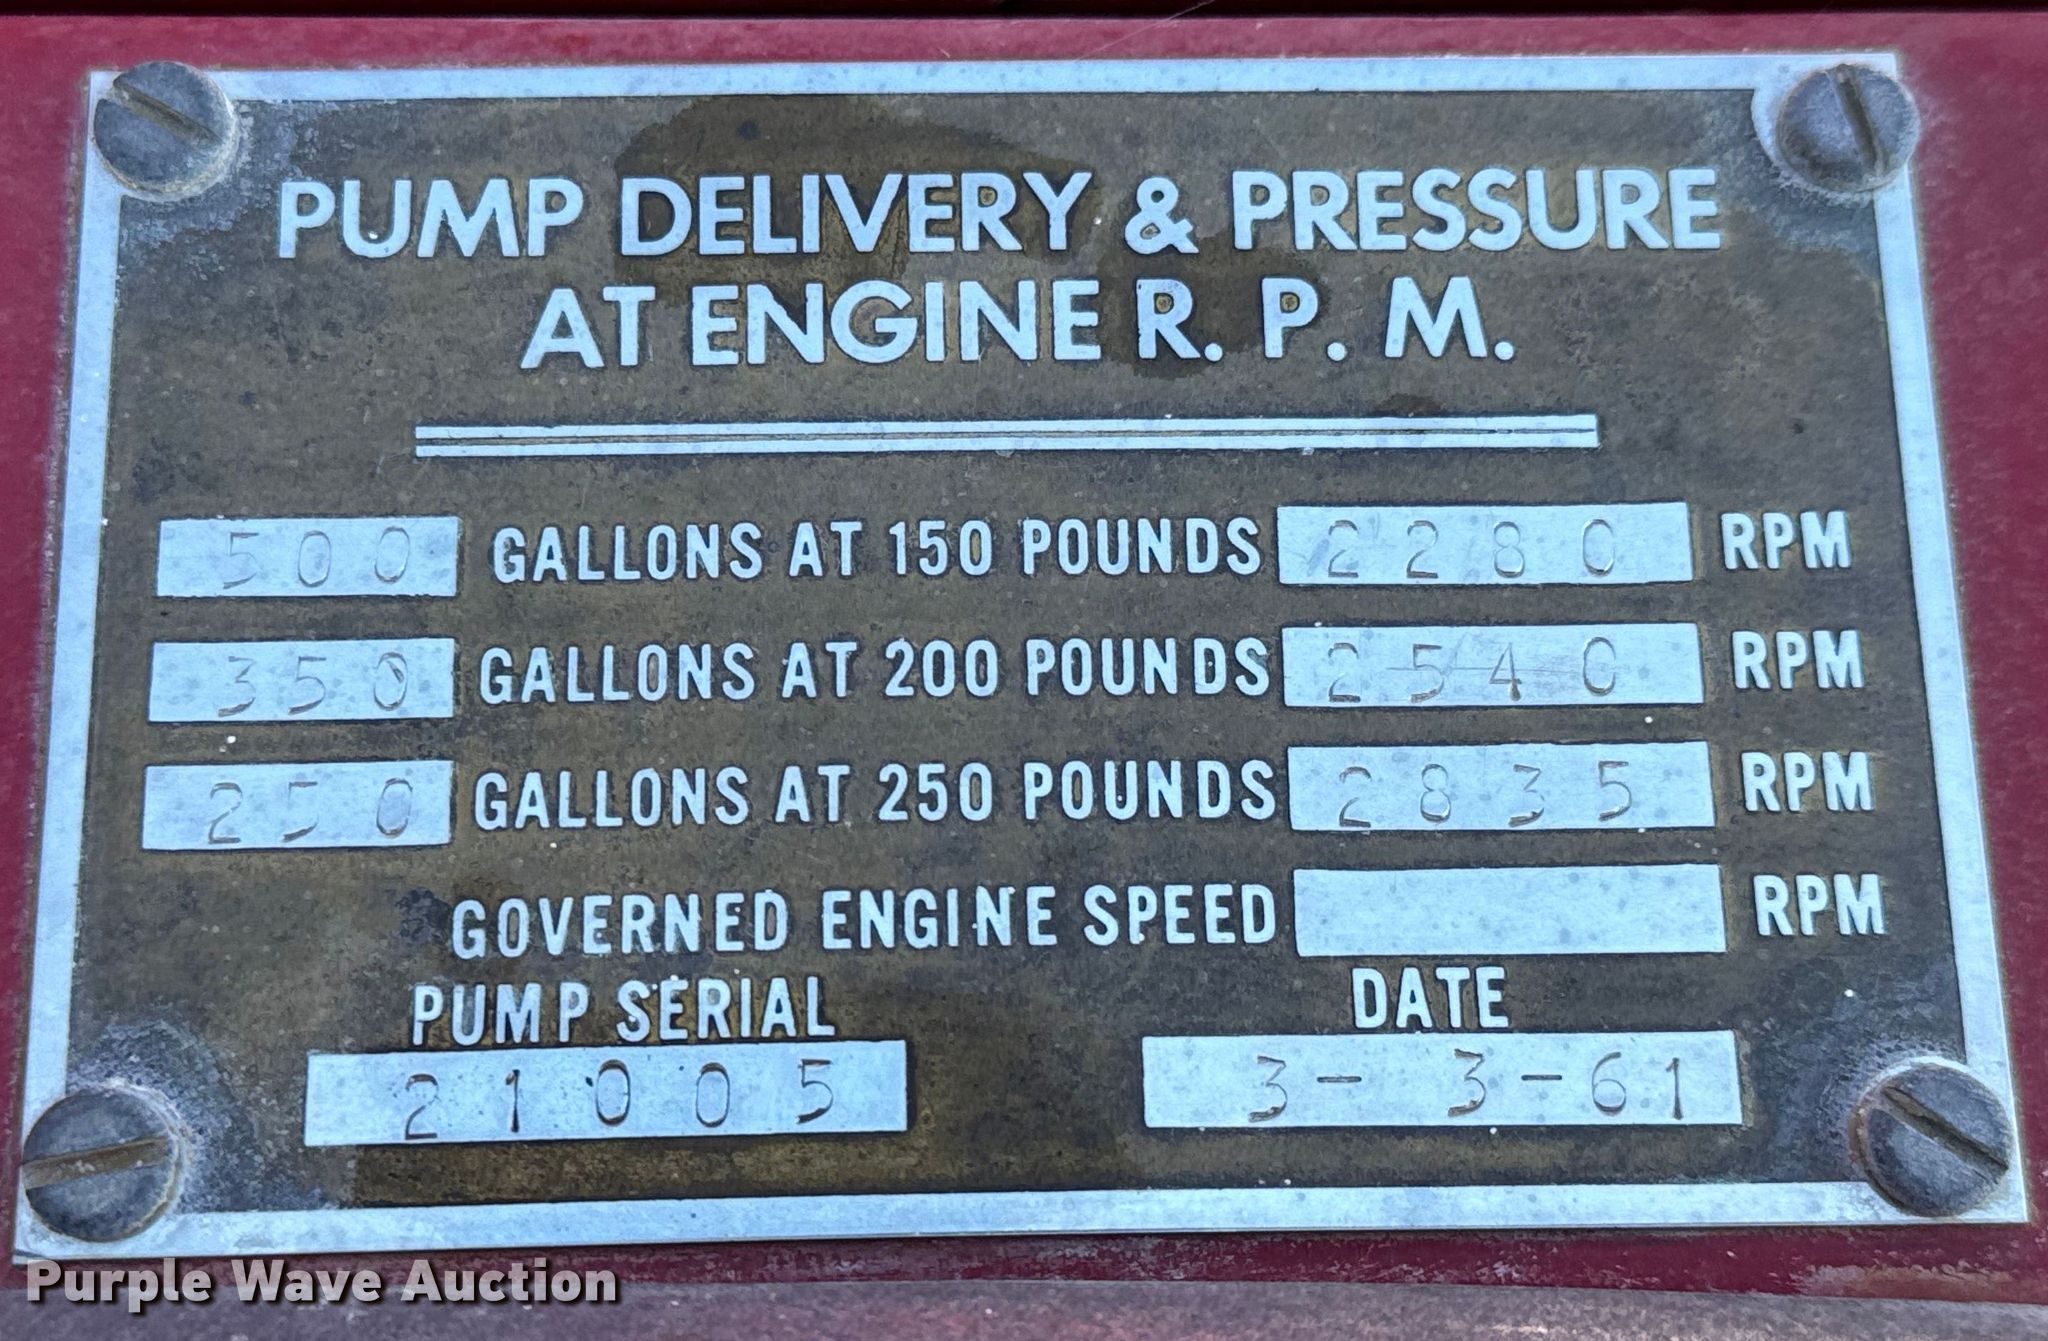 PUMP DELIVERY & PRESSURE
AT ENGINE R. P. M.
500 GALLONS AT 150 POUNDS 2280 RPM
350 GALLONS AT 200 POUNDS 2540 RPM
250 GALLONS AT 250 POUNDS 2835 RPM
GOVERNED ENGINE SPEED RPM
PUMP SERIAL DATE
21005 3-3-61
Purple Wave Auction